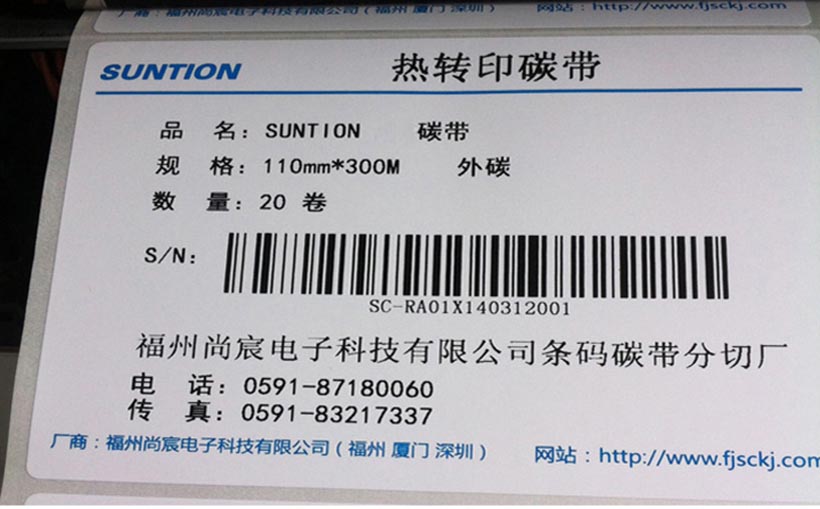 厂商：福州尚宸电子科技有限公司（福州 厦门 深圳） 网站：http://www.fjsckj.com
SUNTION 热转印碳带
品 名：SUNTION 碳带
规 格：110mm*300M 外碳
数 量：20 卷
S/N：
SC-RA01X140312001
福州尚宸电子科技有限公司条码碳带分切厂
电 话：0591-87180060
传 真：0591-83217337
厂商：福州尚宸电子科技有限公司（福州 厦门 深圳） 网站：http://www.fjsckj.com